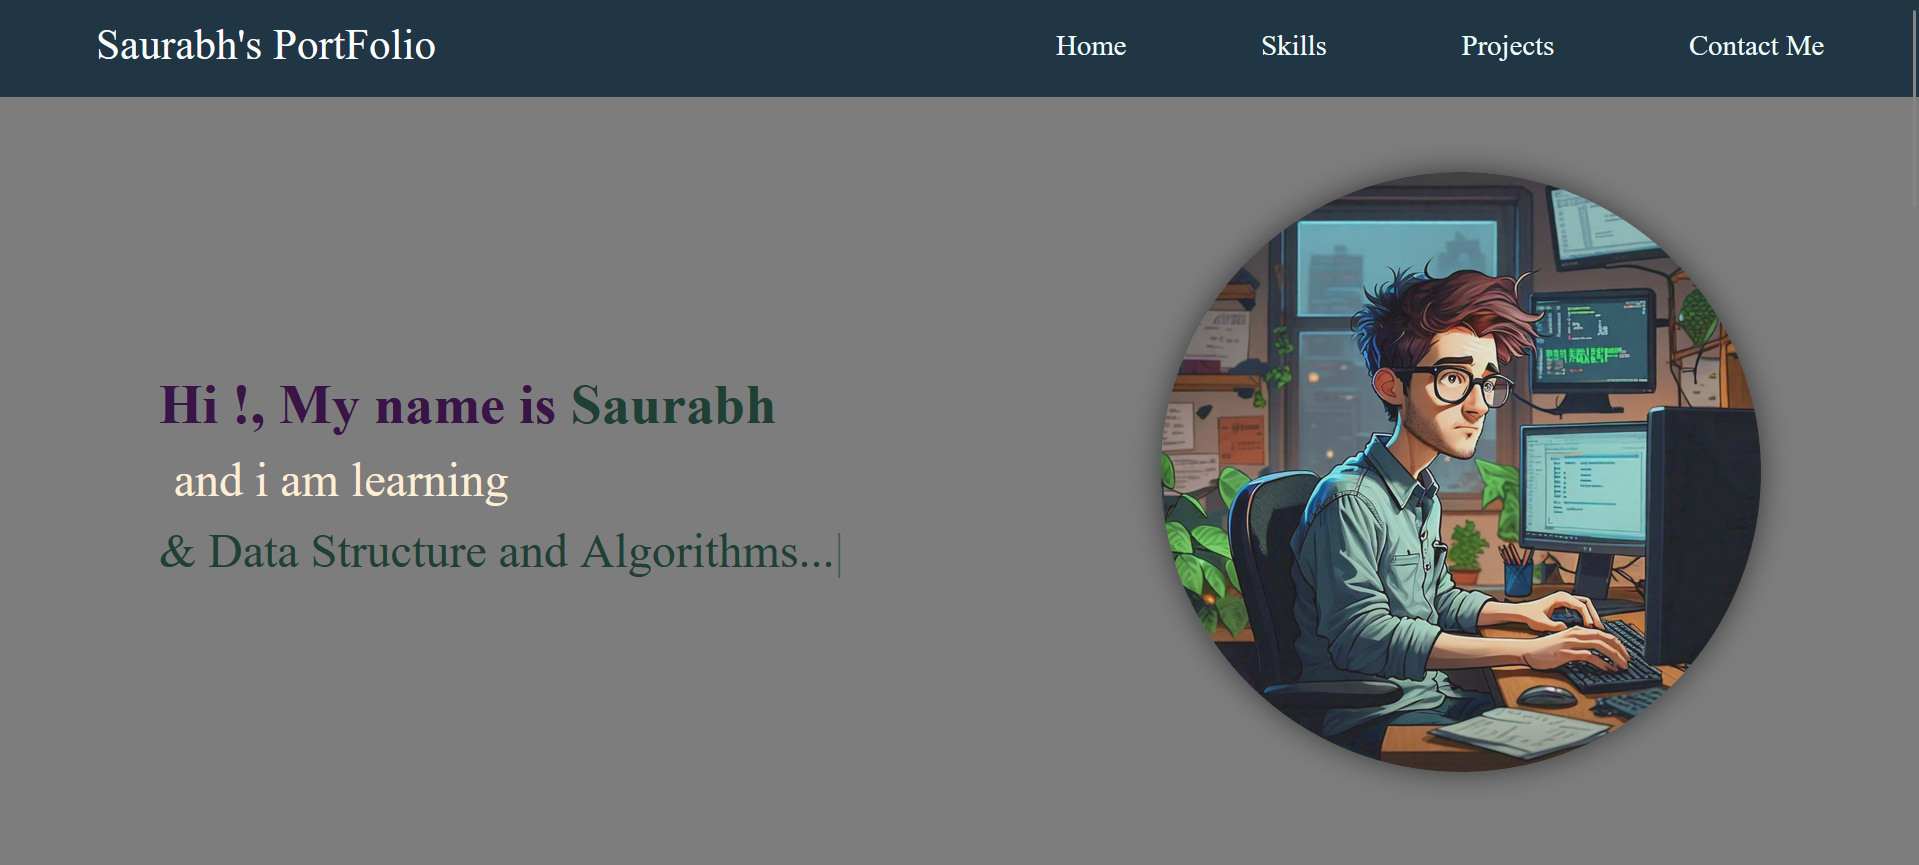 Saurabh's PortFolio
Home Skills Projects Contact Me
Hi !, My name is Saurabh
and i am learning
& Data Structure and Algorithms...|